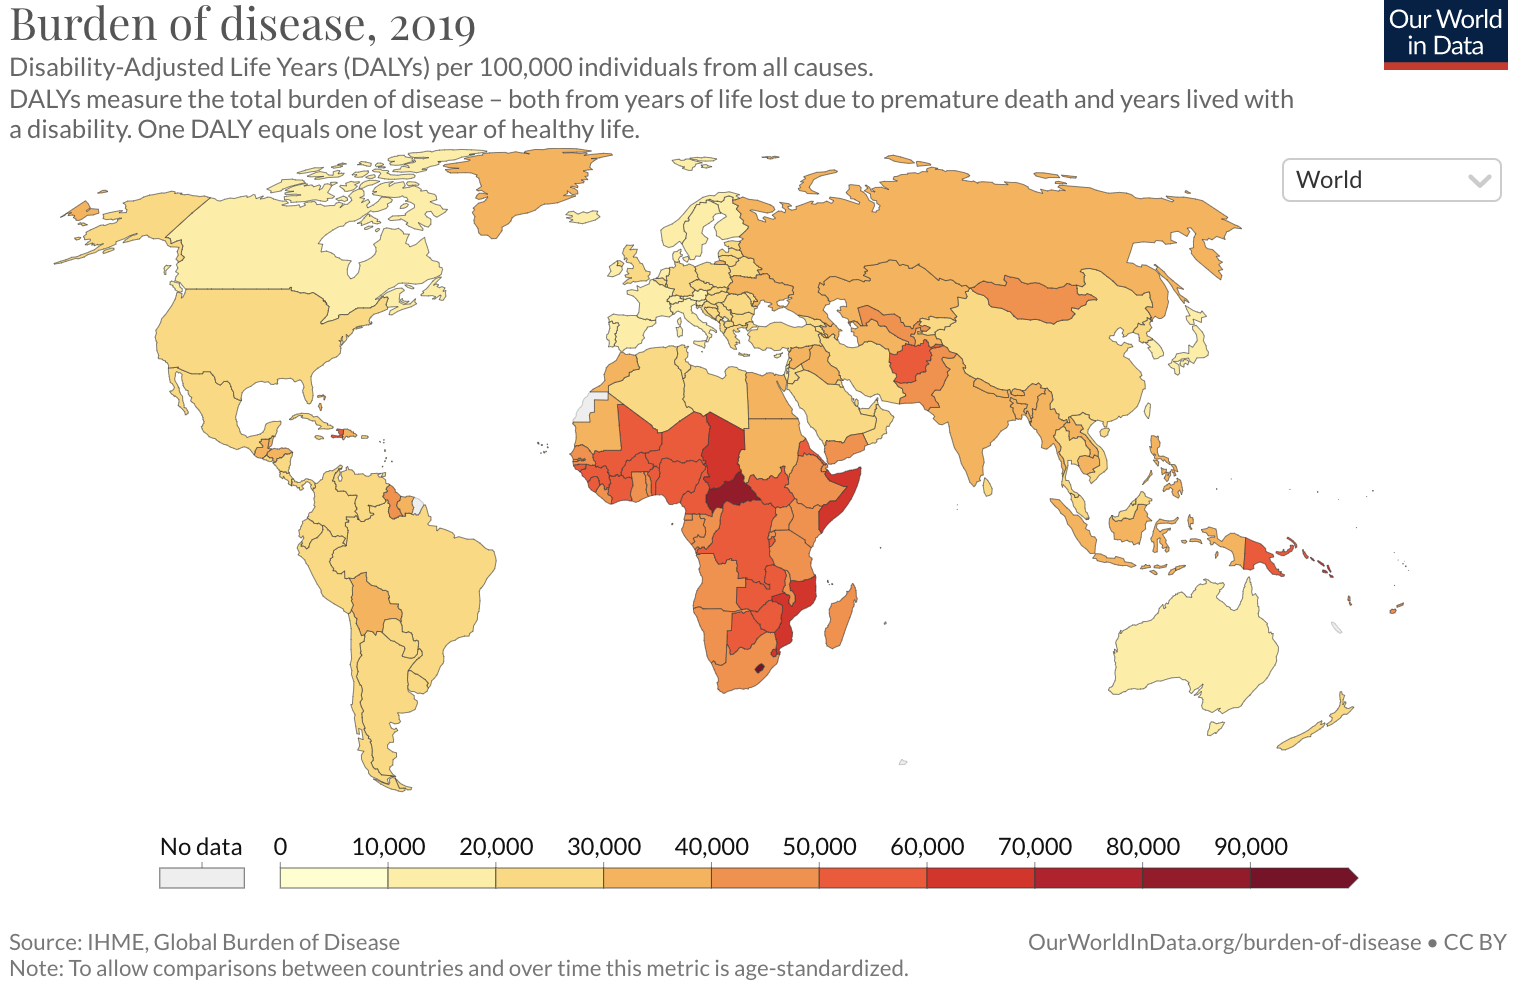 Burden of disease, 2019
Our World
in Data
Disability-Adjusted Life Years (DALYs) per 100,000 individuals from all causes.
DALYs measure the total burden of disease – both from years of life lost due to premature death and years lived with
a disability. One DALY equals one lost year of healthy life.
World
No data 0 10,000 20,000 30,000 40,000 50,000 60,000 70,000 80,000 90,000
Source: IHME, Global Burden of Disease
OurWorldInData.org/burden-of-disease • CC BY
Note: To allow comparisons between countries and over time this metric is age-standardized.